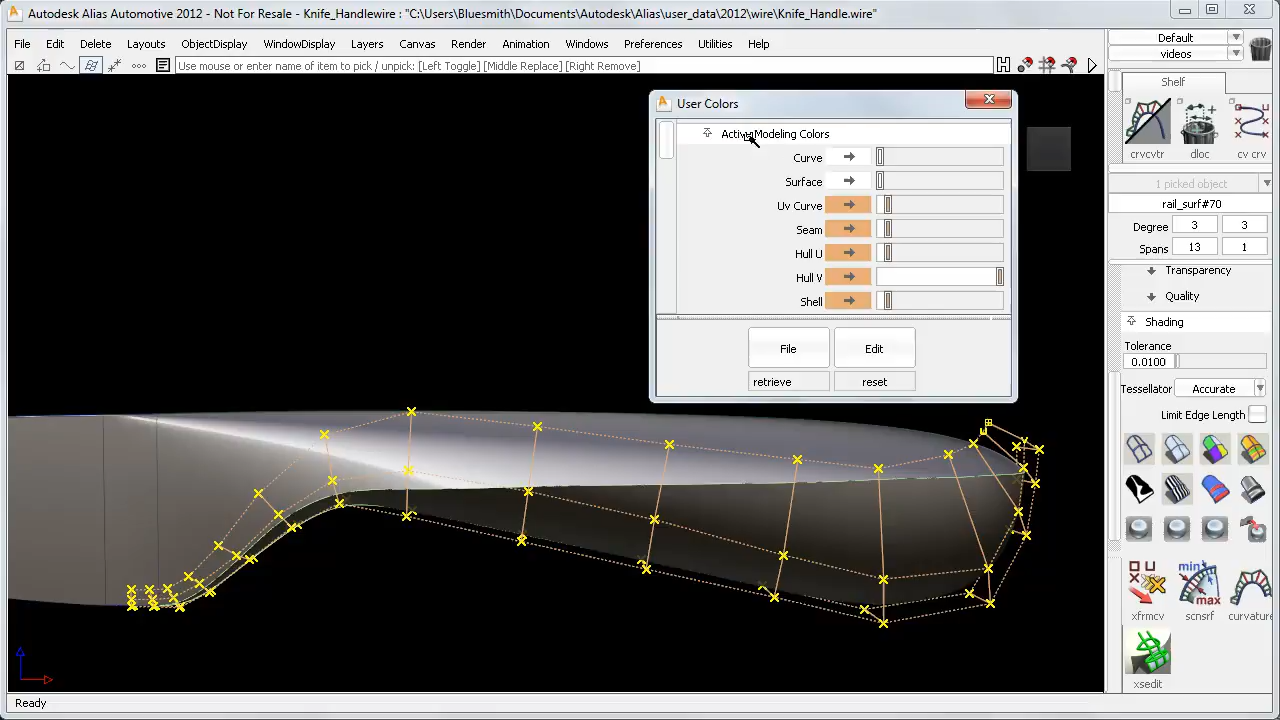 Autodesk Alias Automotive 2012 - Not For Resale - Knife_Handlewire : "C:\Users\Bluesmith\Documents\Autodesk\Alias\user_data\2012\wire\Knife_Handle.wire"
File Edit Delete Layouts ObjectDisplay WindowDisplay Layers Canvas Render Animation Windows Preferences Utilities Help
Use mouse or enter name of item to pick / unpick: [Left Toggle] [Middle Replace] [Right Remove]
Default
videos
Shelf
crvcvtr dloc cv crv
1 picked object
rail_surf#70
Degree 3 3
Spans 13 1
Transparency
Quality
Shading
Tolerance
0.0100
Tessellator Accurate
Limit Edge Length
min
max
xfrmcv scnsrf curvature
xsedit
User Colors
Active Modeling Colors
Curve
Surface
Uv Curve
Seam
Hull U
Hull V
Shell
File Edit
retrieve reset
Ready